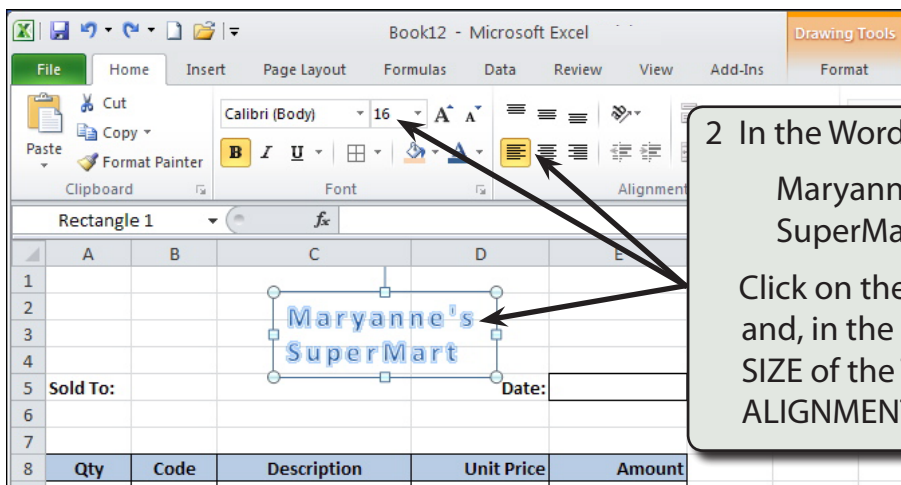 Book12 - Microsoft Excel
Drawing Tools
File Home Insert Page Layout Formulas Data Review View Add-Ins Format
Paste
Cut
Copy
Format Painter
Clipboard
Calibri (Body) 16 A A
B I U A
Font
Alignment
Rectangle 1 fx
A B C D E
1
2 Maryanne's
3 SuperMart
4
5 Sold To: Date:
6
7
8 Qty Code Description Unit Price Amount
2 In the Word
Maryann
SuperMa
Click on the
and, in the
SIZE of the
ALIGNMEN